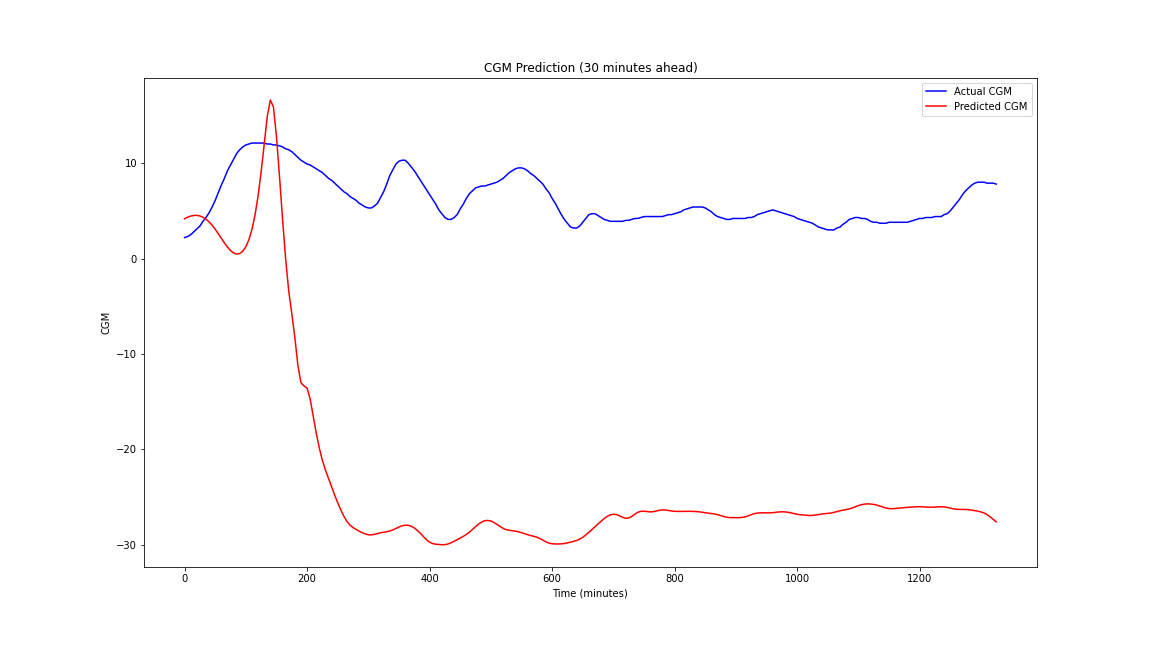 CGM Prediction (30 minutes ahead)
Actual CGM
Predicted CGM
10
0
−10
−20
−30
CGM
0 200 400 600 800 1000 1200
Time (minutes)